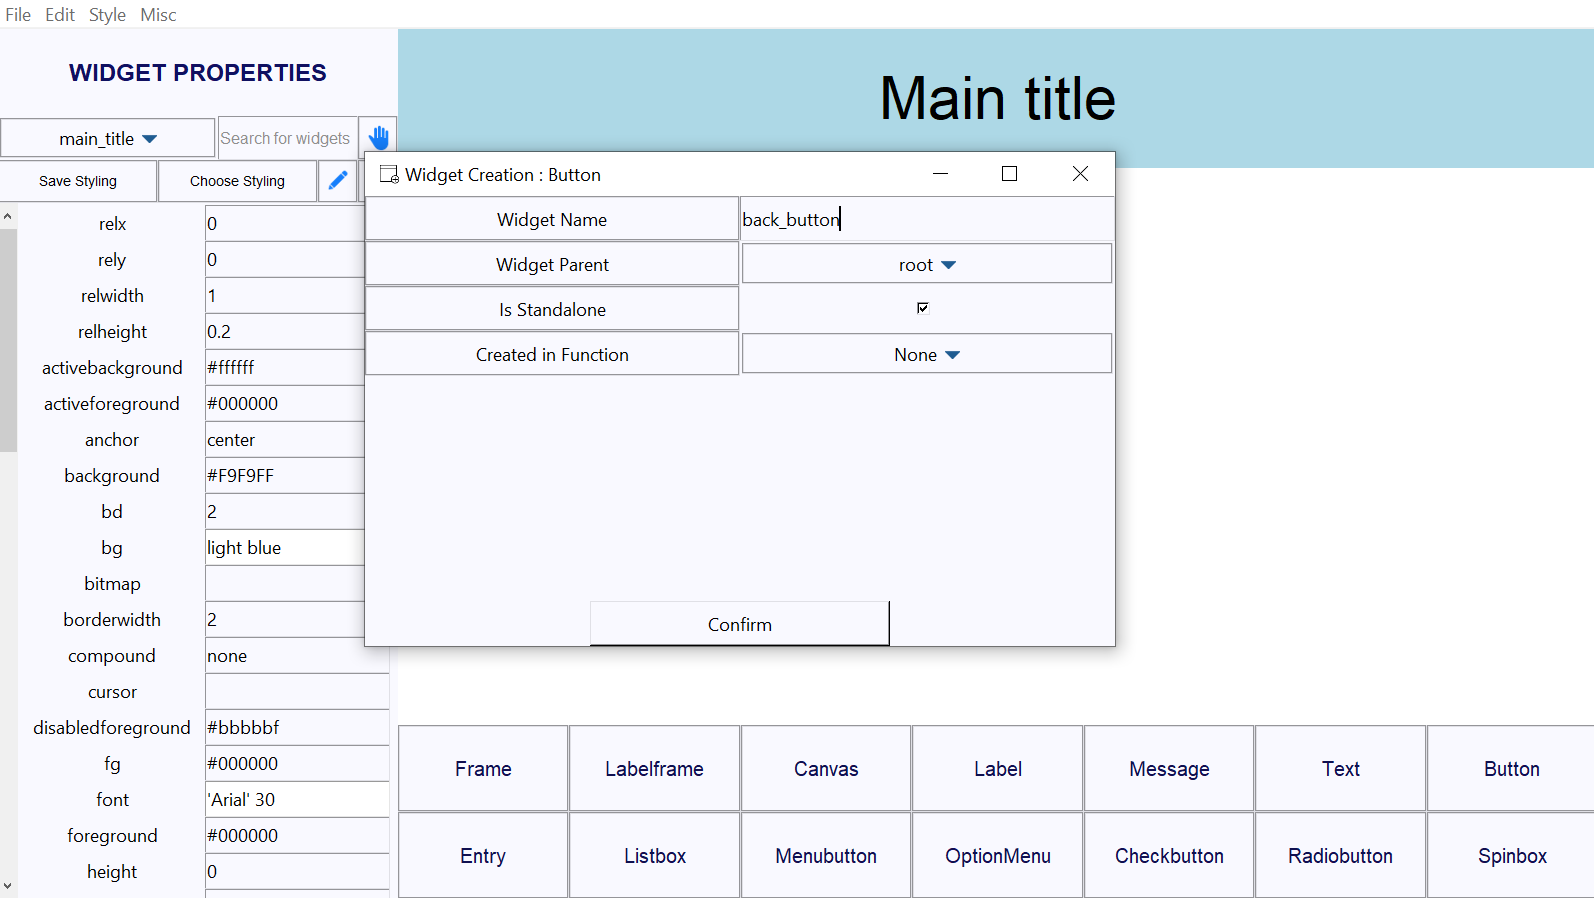 File Edit Style Misc
WIDGET PROPERTIES
Main title
main_title
Search for widgets
Save Styling
Choose Styling
Widget Creation : Button
Widget Name
back_button
Widget Parent
root
Is Standalone
Created in Function
None
Confirm
relx 0
rely 0
relwidth 1
relheight 0.2
activebackground #ffffff
activeforeground #000000
anchor center
background #F9F9FF
bd 2
bg light blue
bitmap
borderwidth 2
compound none
cursor
disabledforeground #bbbbbf
fg #000000
font 'Arial' 30
foreground #000000
height 0
Frame Labelframe Canvas Label Message Text Button
Entry Listbox Menubutton OptionMenu Checkbutton Radiobutton Spinbox